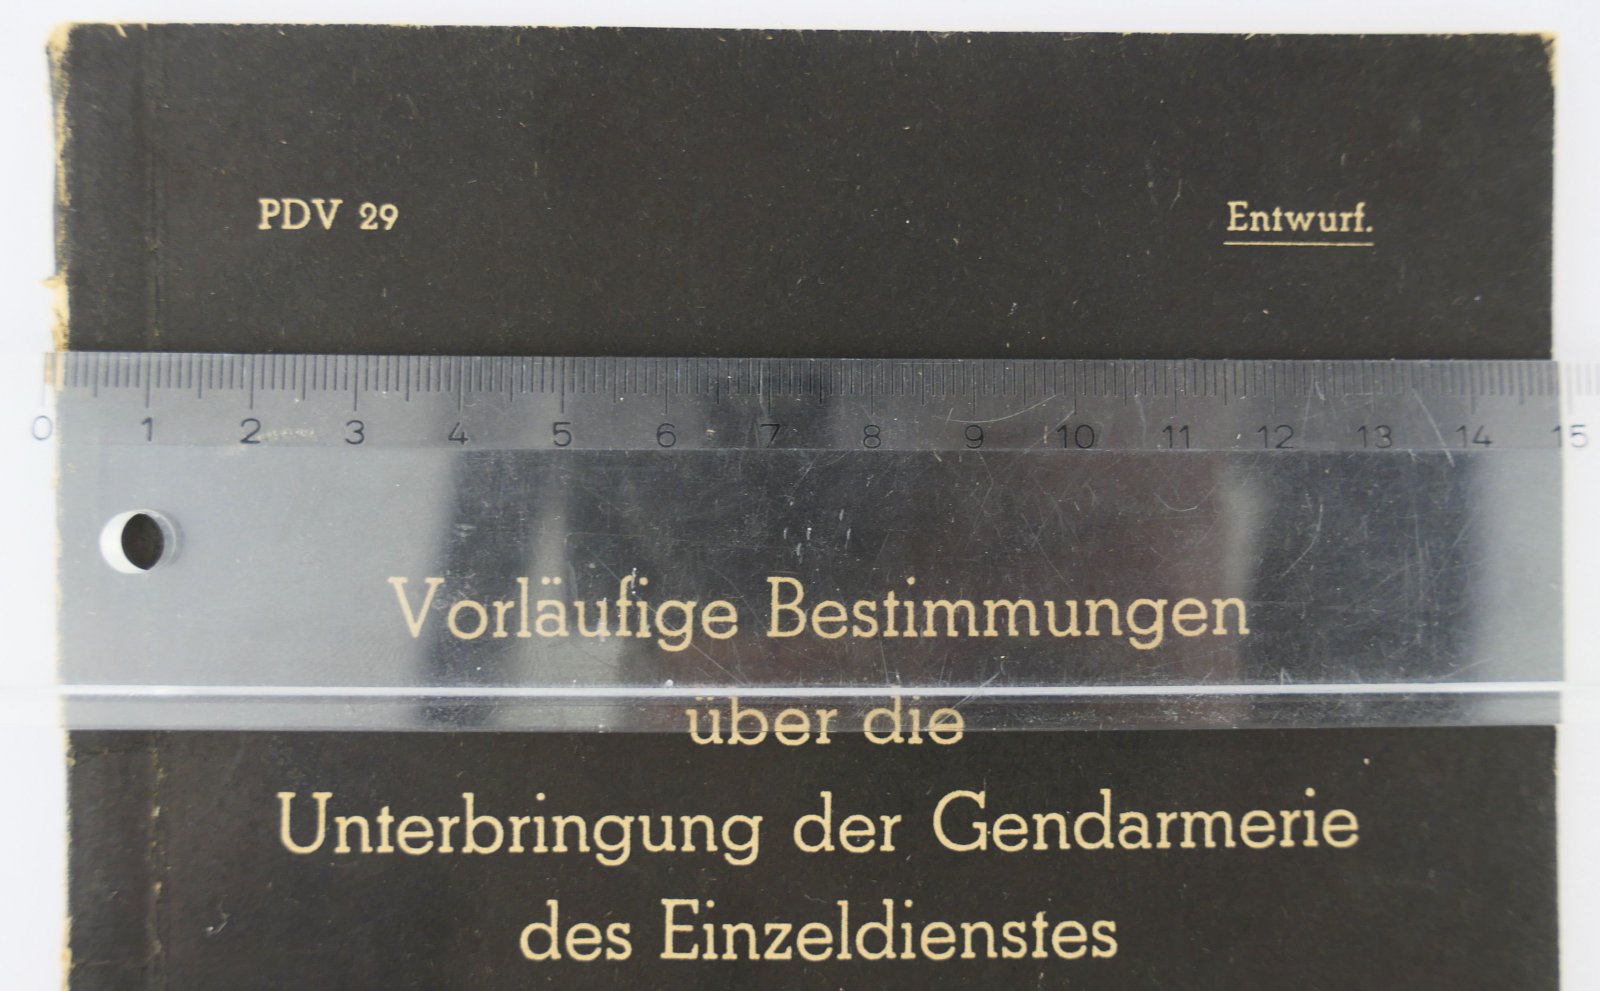 PDV 29 Entwurf.
0 1 2 3 4 5 6 7 8 9 10 11 12 13 14 15
Vorläufige Bestimmungen
über die
Unterbringung der Gendarmerie
des Einzeldienstes